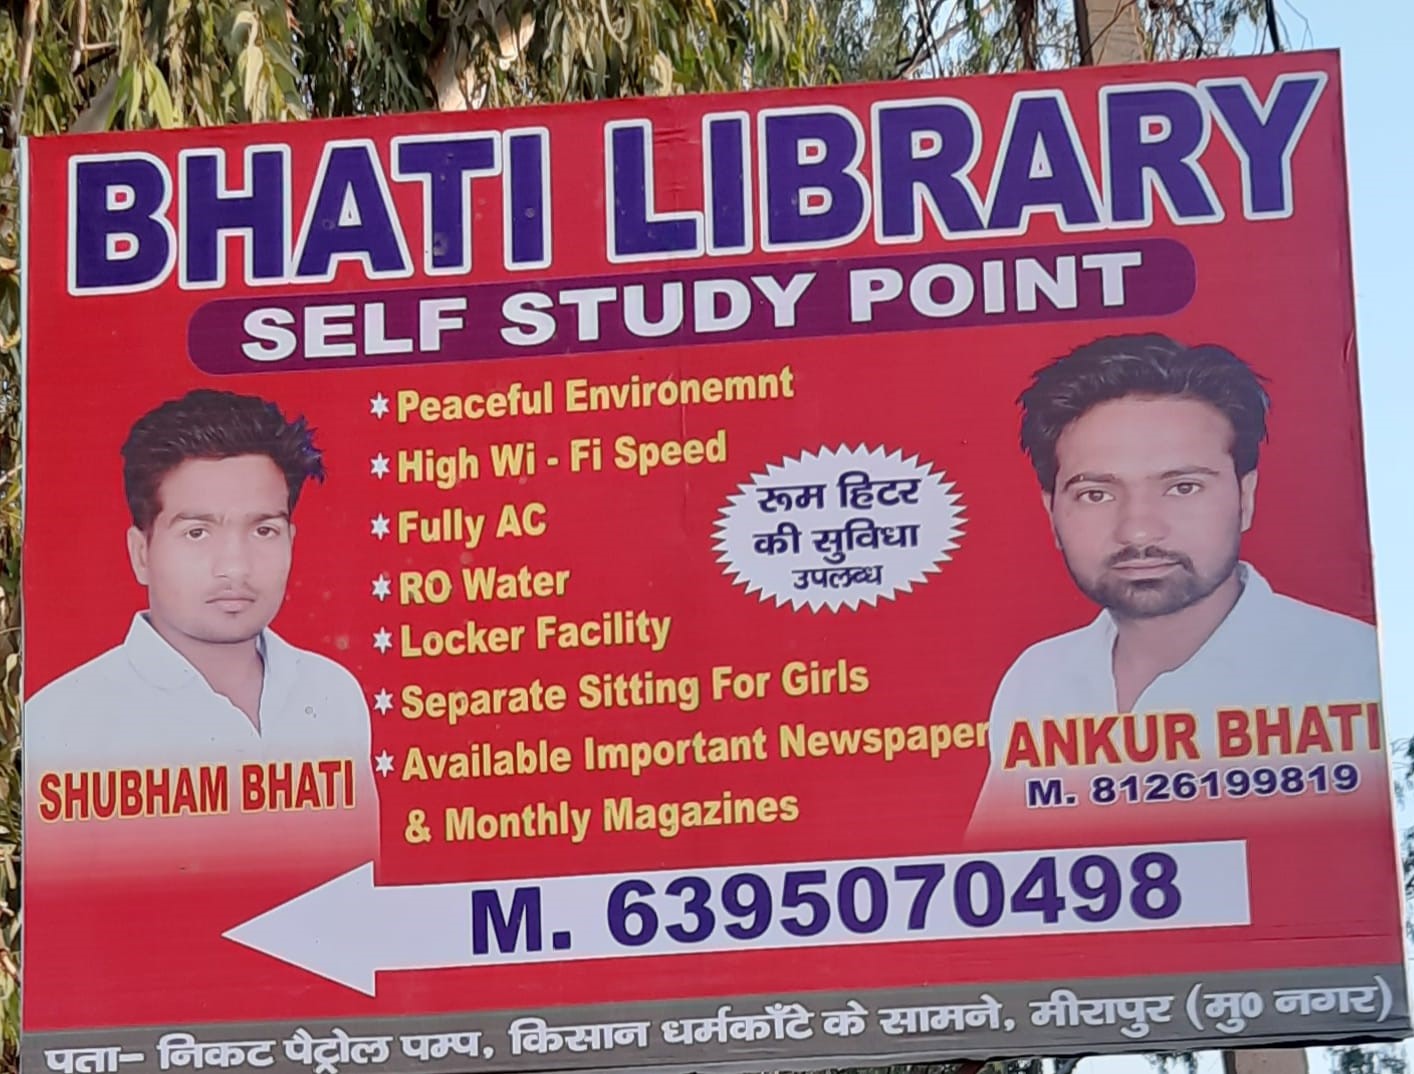 BHATI LIBRARY
SELF STUDY POINT
✶ Peaceful Environemnt
✶ High Wi - Fi Speed
✶ Fully AC
✶ RO Water
✶ Locker Facility
✶ Separate Sitting For Girls
✶ Available Important Newspaper
& Monthly Magazines
रूम हिटर
की सुविधा
उपलब्ध
SHUBHAM BHATI
ANKUR BHATI
M. 8126199819
M. 6395070498
पता- निकट पैट्रोल पम्प, किसान धर्मकाँटे के सामने, मीरापुर (मु० नगर)